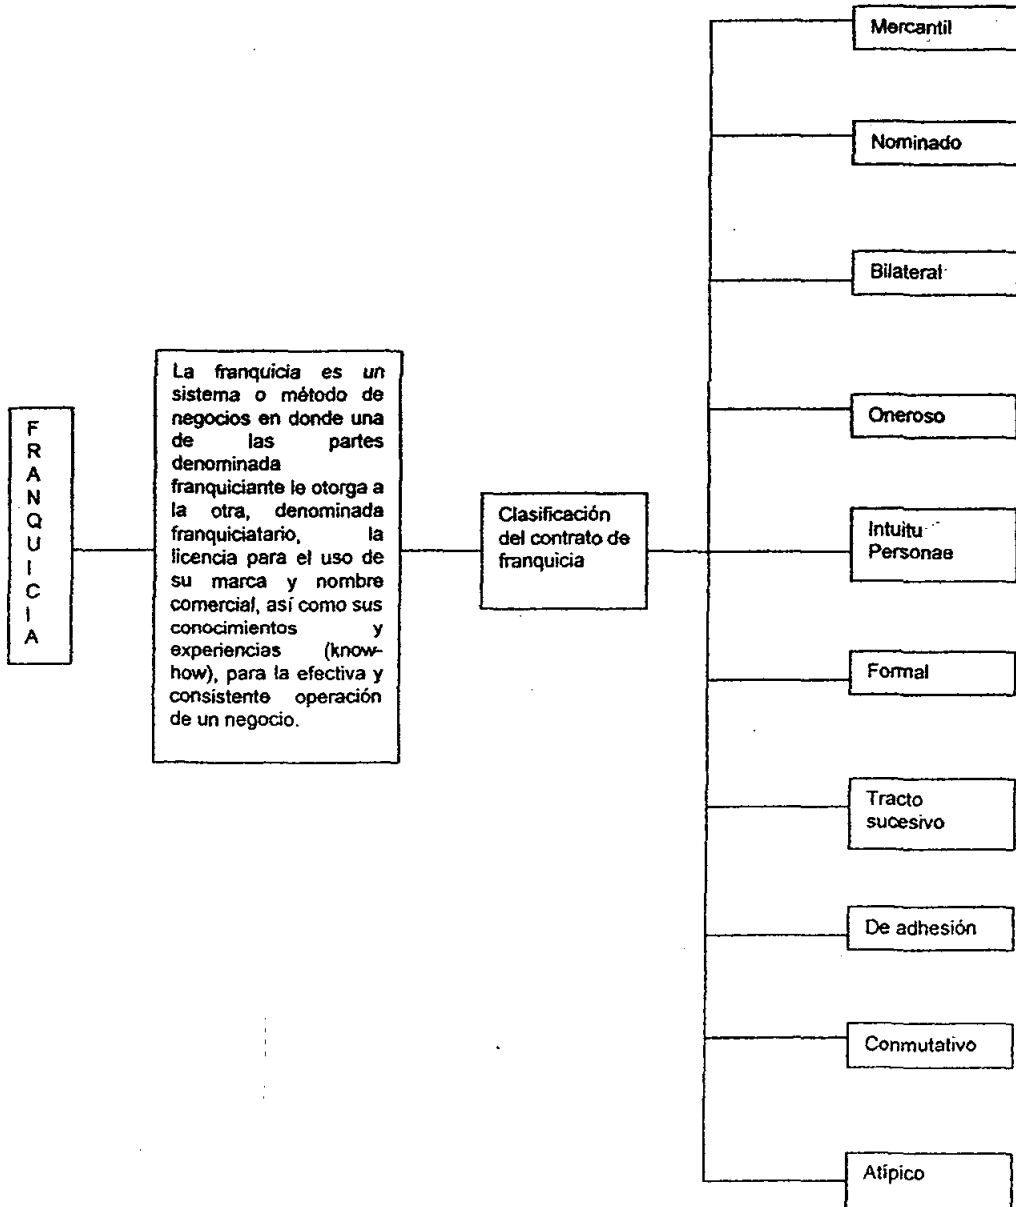 FRANQUICIA
La franquicia es un
sistema o método de
negocios en donde una
de las partes
denominada
franquiciante le otorga a
la otra, denominada
franquiciatario, la
licencia para el uso de
su marca y nombre
comercial, así como sus
conocimientos y
experiencias (know-
how), para la efectiva y
consistente operación
de un negocio.
Clasificación
del contrato de
franquicia
Mercantil
Nominado
Bilateral
Oneroso
Intuitu
Personae
Formal
Tracto
sucesivo
De adhesión
Conmutativo
Atípico